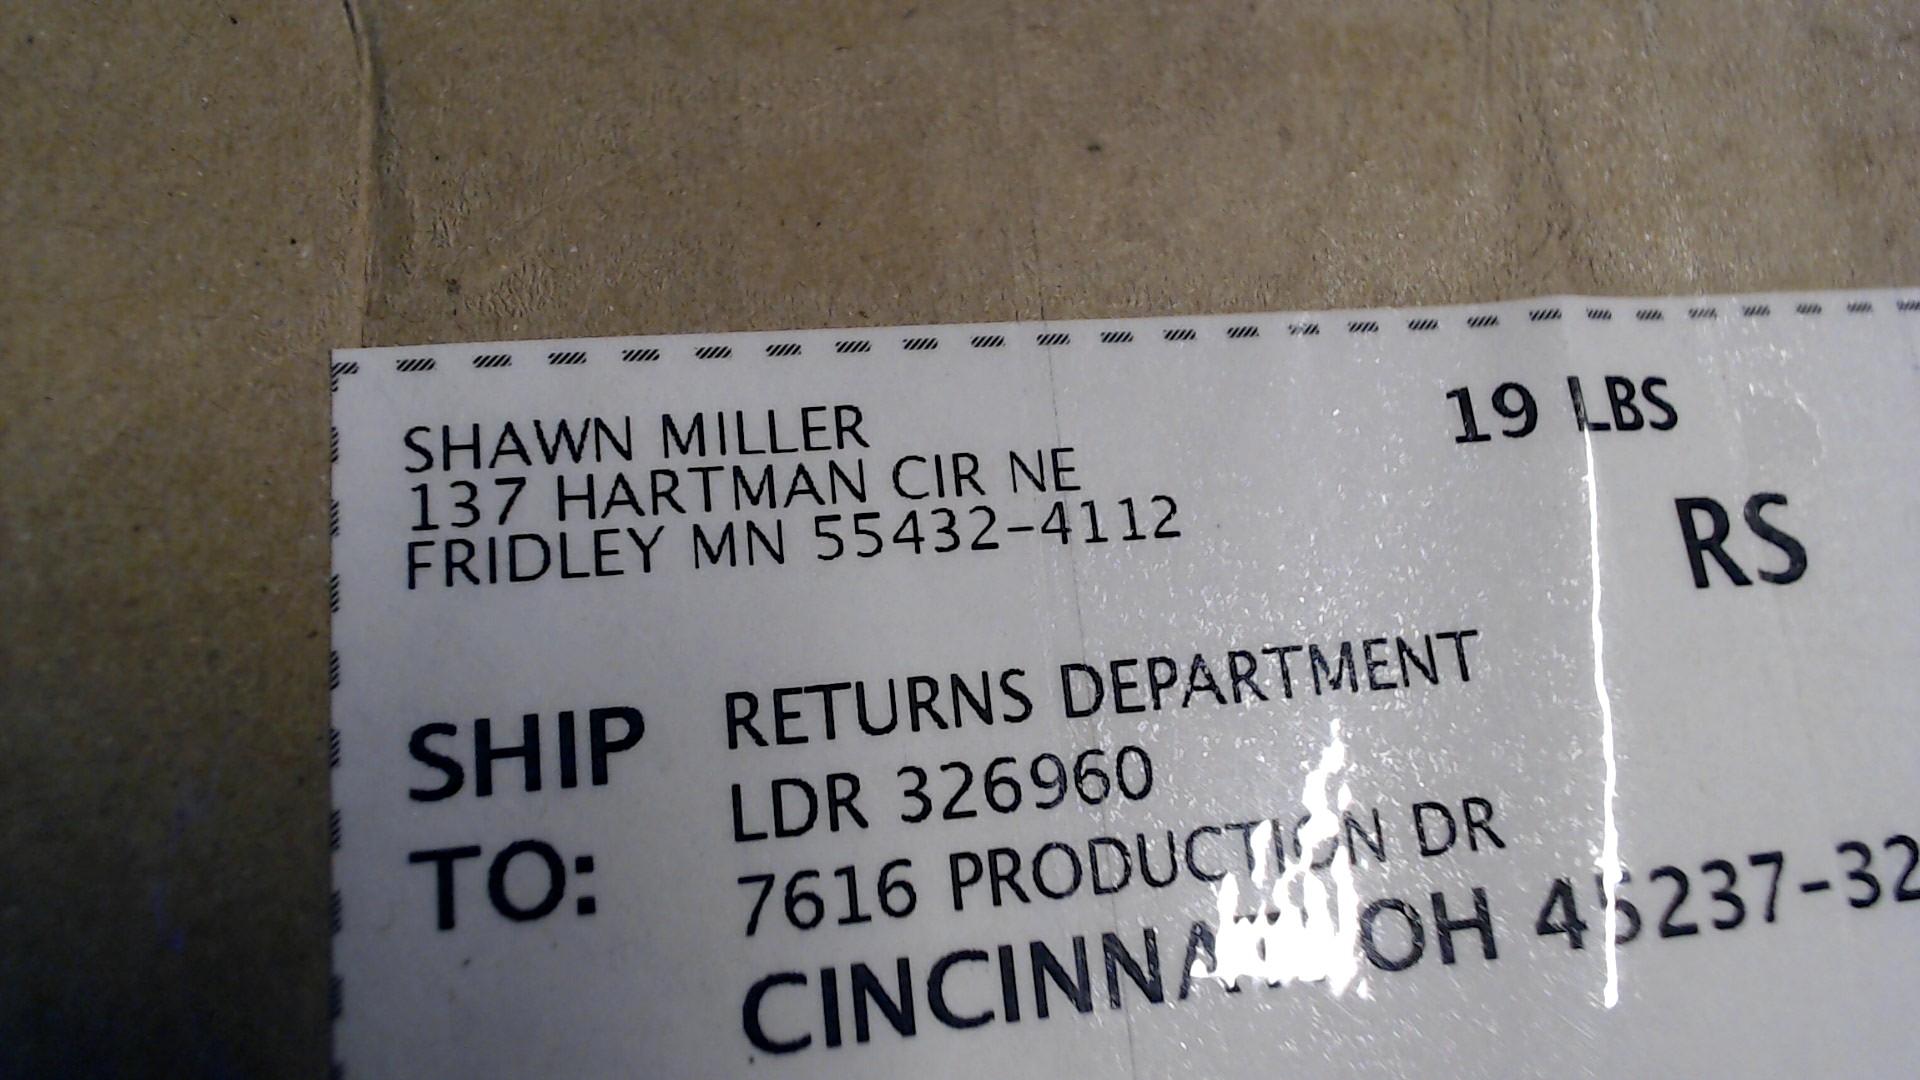 SHAWN MILLER
137 HARTMAN CIR NE
FRIDLEY MN 55432-4112
19 LBS
RS
SHIP
TO:
RETURNS DEPARTMENT
LDR 326960
7616 PRODUCTION DR
OH